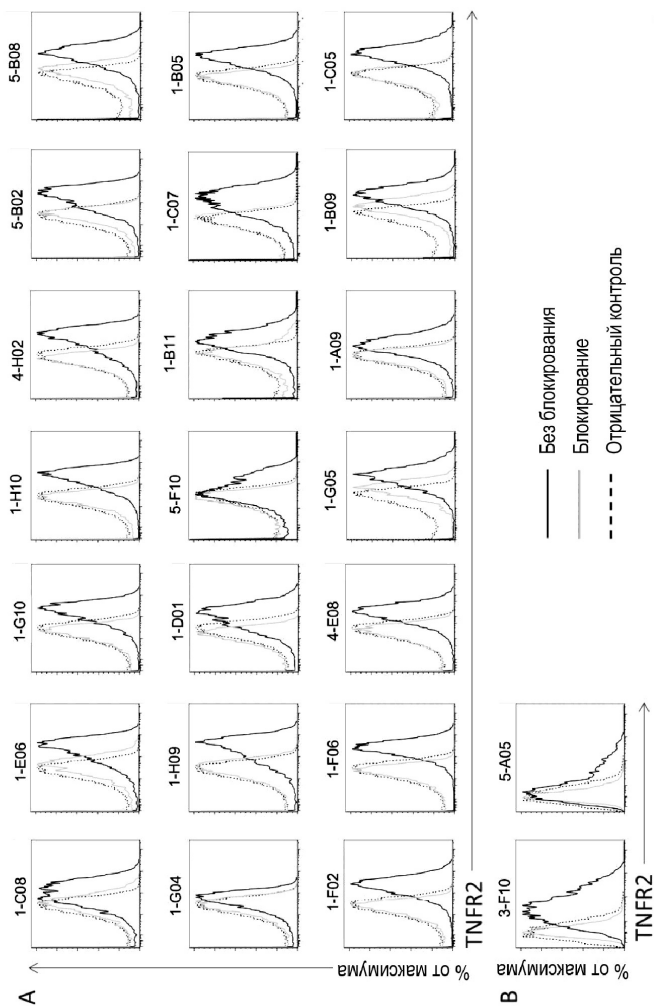 A
1-C08 1-E06 1-G10 1-H10 4-H02 5-B02 5-B08
1-G04 1-H09 1-D01 5-F10 1-B11 1-C07 1-B05
1-F02 1-F06 4-E08 1-G05 1-A09 1-B09 1-C05
% от максимума
TNFR2
B
3-F10 5-A05
% от максимума
TNFR2
Без блокирования
Блокирование
Отрицательный контроль